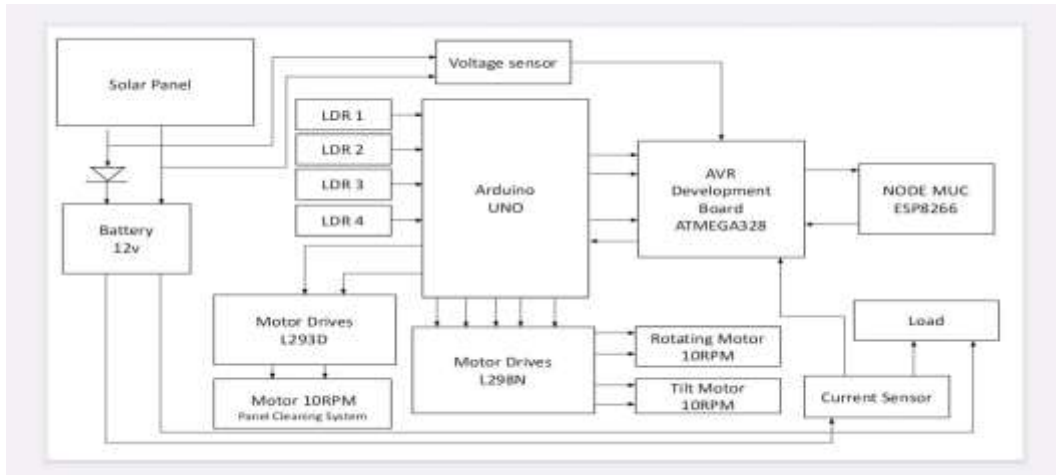 Solar Panel
Voltage sensor
LDR 1
LDR 2
LDR 3
LDR 4
Arduino
UNO
AVR
Development
Board
ATMEGA328
NODE MUC
ESP8266
Battery
12v
Motor Drives
L293D
Motor Drives
L298N
Rotating Motor
10RPM
Load
Motor 10RPM
Panel Cleaning System
Tilt Motor
10RPM
Current Sensor